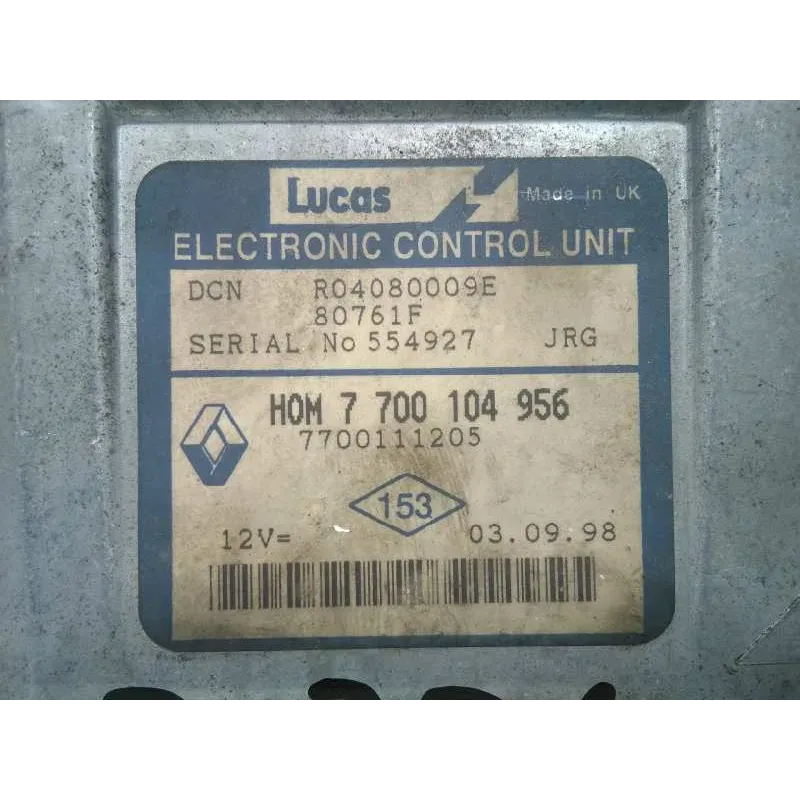 Lucas Made in UK
ELECTRONIC CONTROL UNIT
DCN R04080009E
80761F
SERIAL No 554927 JRG
HOM 7 700 104 956
7700111205
153
12V= 03.09.98